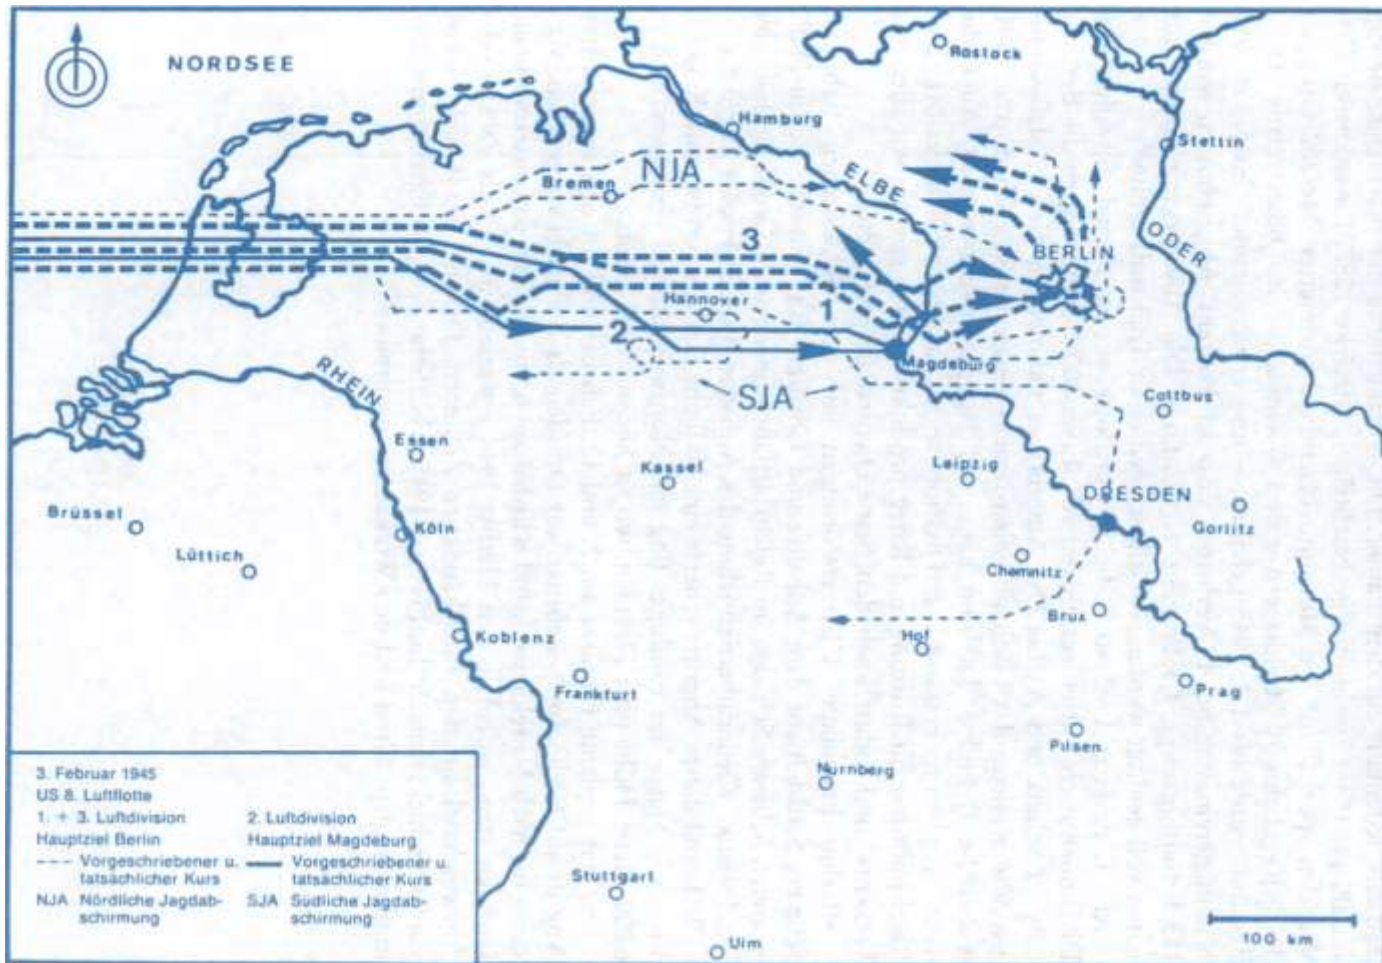 NORDSEE
Rostock
Hamburg
Stettin
NJA
Bremen
ELBE
ODER
3
BERLIN
Hannover
1
2
Magdeburg
RHEIN
SJA
Cottbus
Essen
Kassel
Leipzig
DRESDEN
Brüssel
Görlitz
Köln
Lüttich
Chemnitz
Brüx
Koblenz
Hof
Frankfurt
Prag
Pilsen
Nürnberg
Stuttgart
Ulm
100 km
3. Februar 1945
US 8. Luftflotte
1. + 3. Luftdivision
Hauptziel Berlin
Vorgeschriebener u.
tatsächlicher Kurs
NJA Nördliche Jagdab-
schirmung
2. Luftdivision
Hauptziel Magdeburg
Vorgeschriebener u.
tatsächlicher Kurs
SJA Südliche Jagdab-
schirmung